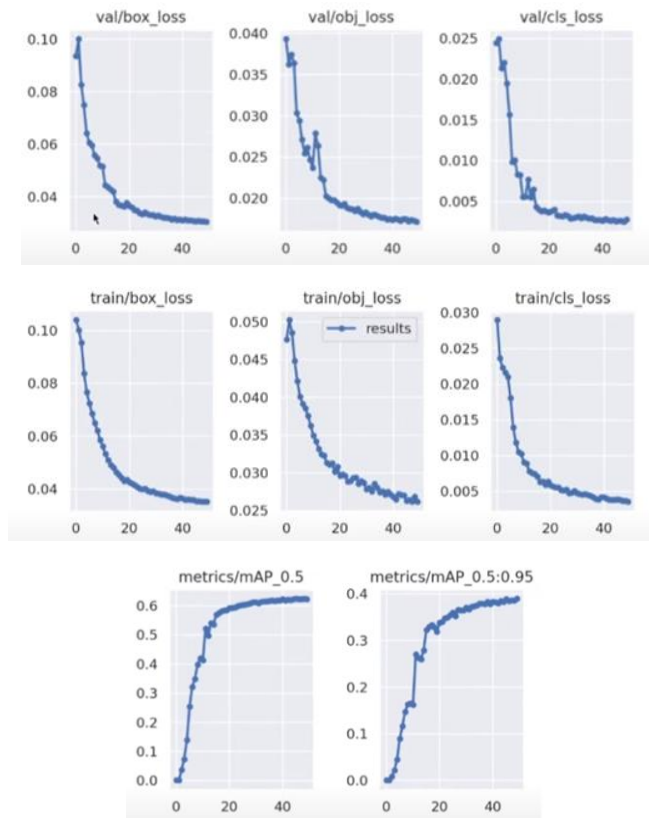 val/box_loss val/obj_loss val/cls_loss
0.10 0.040 0.025
0.08 0.035 0.020
0.06 0.030 0.015
0.04 0.025 0.010
0.020 0.005
0 20 40 0 20 40 0 20 40
train/box_loss train/obj_loss train/cls_loss
results
0.10 0.050 0.030
0.08 0.045 0.025
0.06 0.040 0.020
0.04 0.035 0.015
0.030 0.010
0.025 0.005
0 20 40 0 20 40 0 20 40
metrics/mAP_0.5 metrics/mAP_0.5:0.95
0.6 0.4
0.5 0.3
0.4 0.2
0.3 0.1
0.2 0.0
0.1
0.0
0 20 40 0 20 40